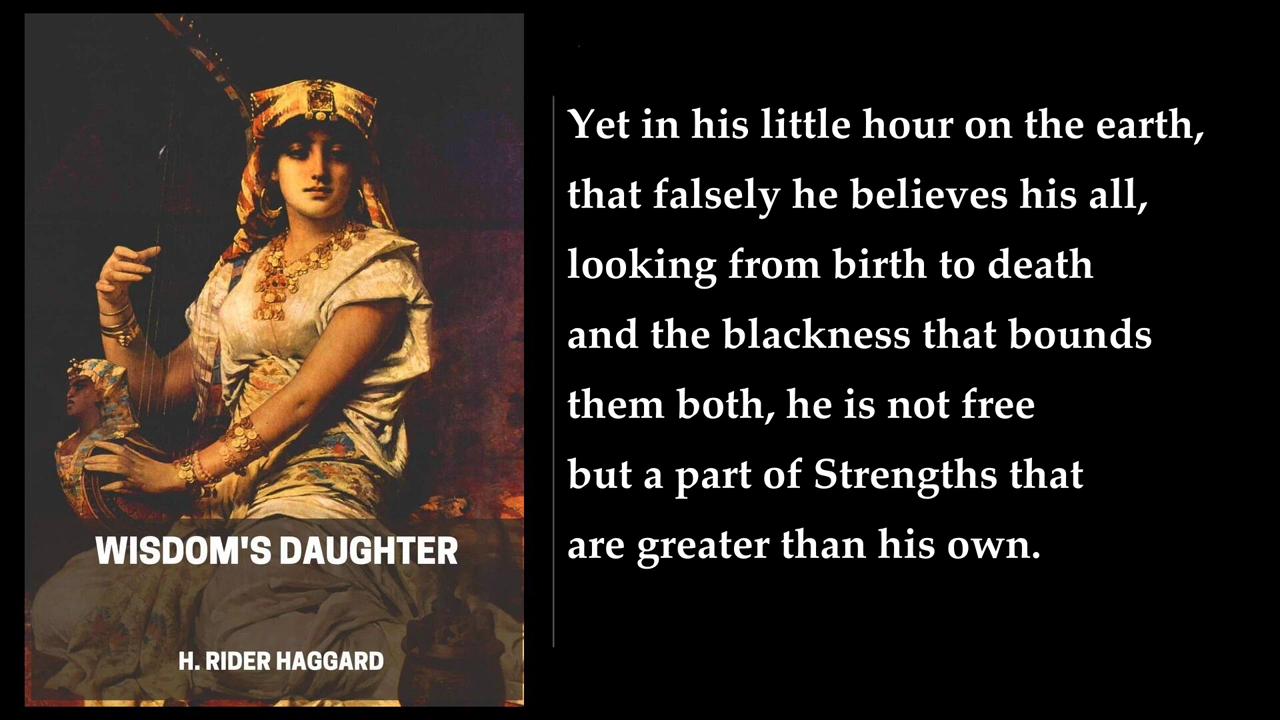 WISDOM'S DAUGHTER
H. RIDER HAGGARD
Yet in his little hour on the earth,
that falsely he believes his all,
looking from birth to death
and the blackness that bounds
them both, he is not free
but a part of Strengths that
are greater than his own.